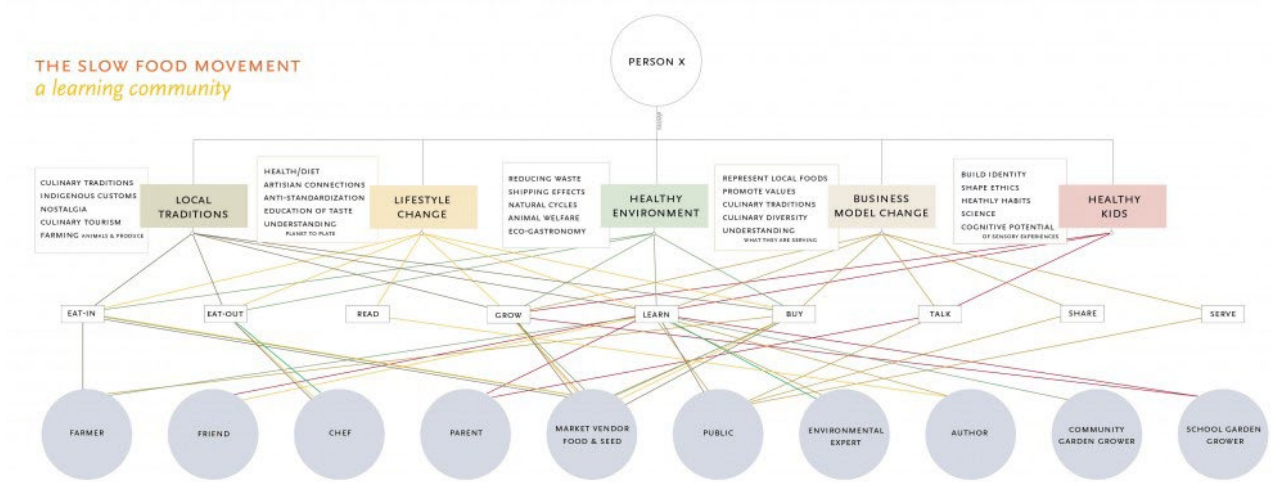 THE SLOW FOOD MOVEMENT
a learning community
PERSON X
CULINARY TRADITIONS
INDIGENOUS CUSTOMS
NOSTALGIA
CULINARY TOURISM
FARMING ANIMALS & PRODUCE
LOCAL
TRADITIONS
HEALTH/DIET
ARTISIAN CONNECTIONS
ANTI-STANDARDIZATION
EDUCATION OF TASTE
UNDERSTANDING
PLANET TO PLATE
LIFESTYLE
CHANGE
REDUCING WASTE
SHIPPING EFFECTS
NATURAL CYCLES
ANIMAL WELFARE
ECO-GASTRONOMY
HEALTHY
ENVIRONMENT
REPRESENT LOCAL FOODS
PROMOTE VALUES
CULINARY TRADITIONS
CULINARY DIVERSITY
UNDERSTANDING
WHAT THEY ARE SERVING
BUSINESS
MODEL CHANGE
BUILD IDENTITY
SHAPE ETHICS
HEATHLY HABITS
SCIENCE
COGNITIVE POTENTIAL
OF SENSORY EXPERIENCES
HEALTHY
KIDS
EAT-IN
EAT-OUT
READ
GROW
LEARN
BUY
TALK
SHARE
SERVE
FARMER
FRIEND
CHEF
PARENT
MARKET VENDOR
FOOD & SEED
PUBLIC
ENVIRONMENTAL
EXPERT
AUTHOR
COMMUNITY
GARDEN GROWER
SCHOOL GARDEN
GROWER